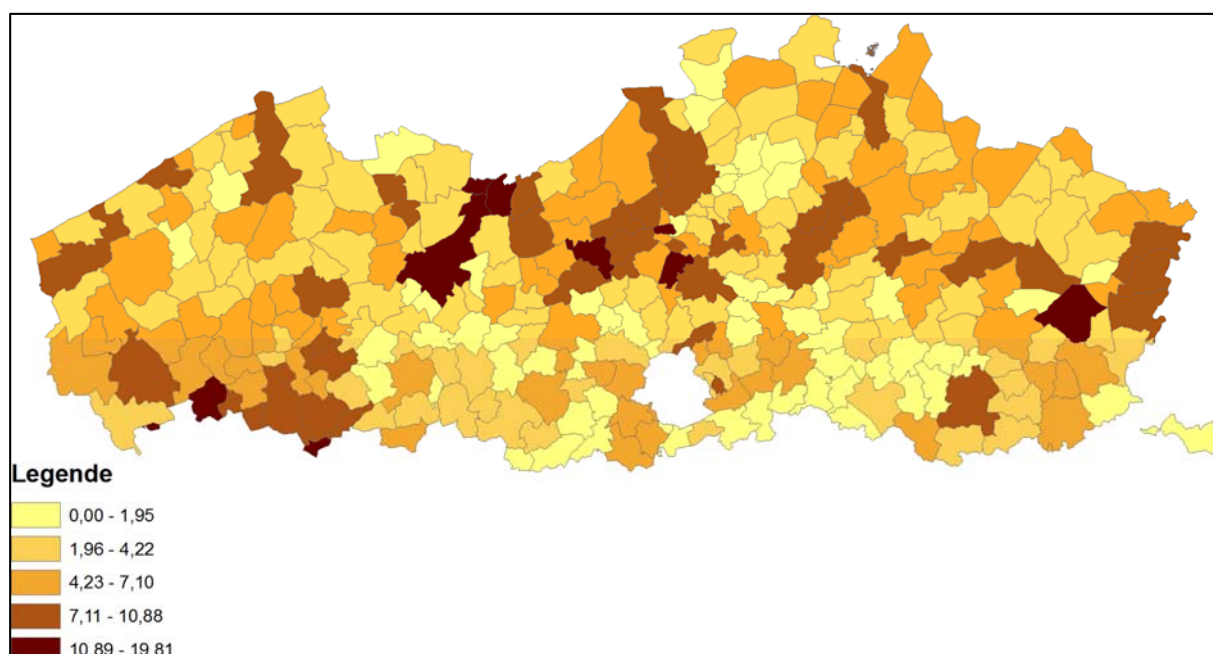 Legende
0,00 - 1,95
1,96 - 4,22
4,23 - 7,10
7,11 - 10,88
10,89 - 19,81